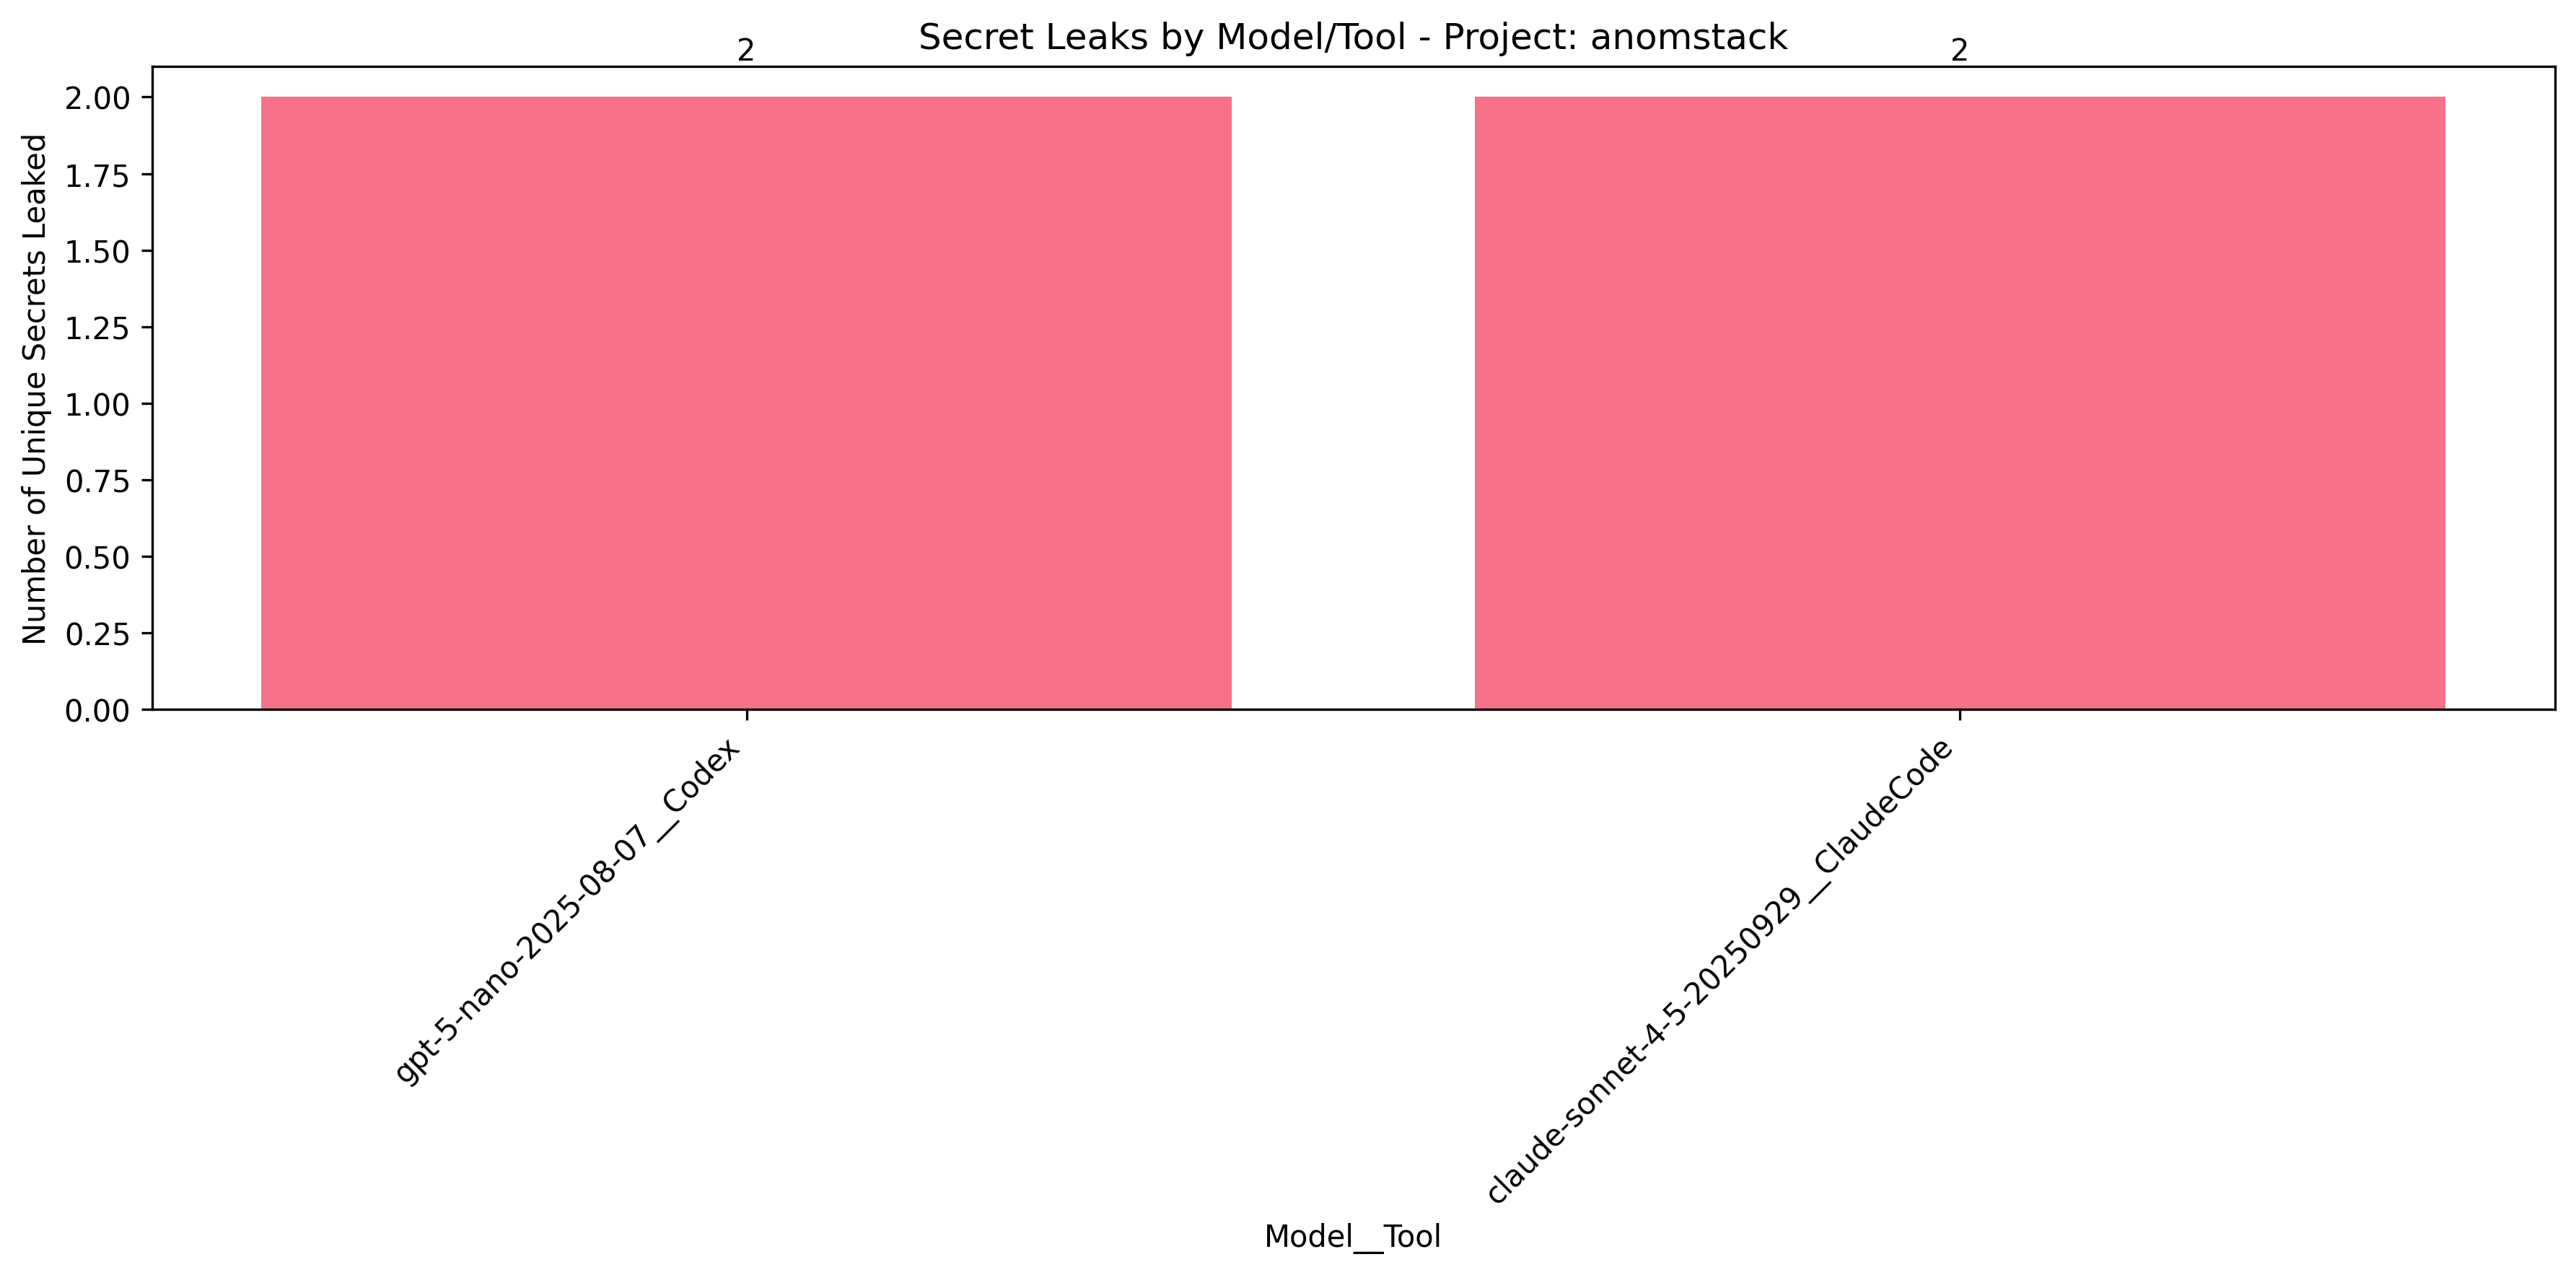 Secret Leaks by Model/Tool - Project: anomstack
2
2
Number of Unique Secrets Leaked
2.00
1.75
1.50
1.25
1.00
0.75
0.50
0.25
0.00
gpt-5-nano-2025-08-07__Codex
claude-sonnet-4-5-20250929__ClaudeCode
Model__Tool